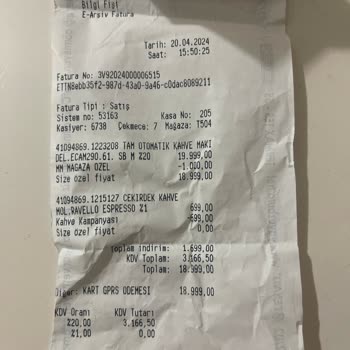 Bilgi Fişi
E-Arşiv Fatura
Tarih: 20.04.2024
Saat: 15:50:25
Fatura No: 3V92024000006515
ETTN8abb35f2-987d-43a0-9a46-c0dac8089211
Fatura Tipi : Satış
Sistem no: 53163 Kasa No: 205
Kasiyer: 6738 Çekmece: 7 Mağaza: T504
41094869.1223208 TAM OTOMATİK KAHVE MAKİ
DEL.ECAM290.61. SB M %20 19.999,00
MM MAGAZA ÖZEL -1.000,00
Size özel fiyat 18.999,00
41094869.1215127 ÇEKİRDEK KAHVE
MOL.RAVELLO ESPRESSO %1 699,00
Kahve Kampanyası -699,00
Size özel fiyat 0,00
Toplam İndirim: 1.699,00
KDV Toplam: 3.166,50
Toplam: 18.999,00
Diğer: KART GPRS ÖDEMESİ 18.999,00
KDV Oranı KDV Tutarı
%20,00 3.166,50
%1,00 0,00